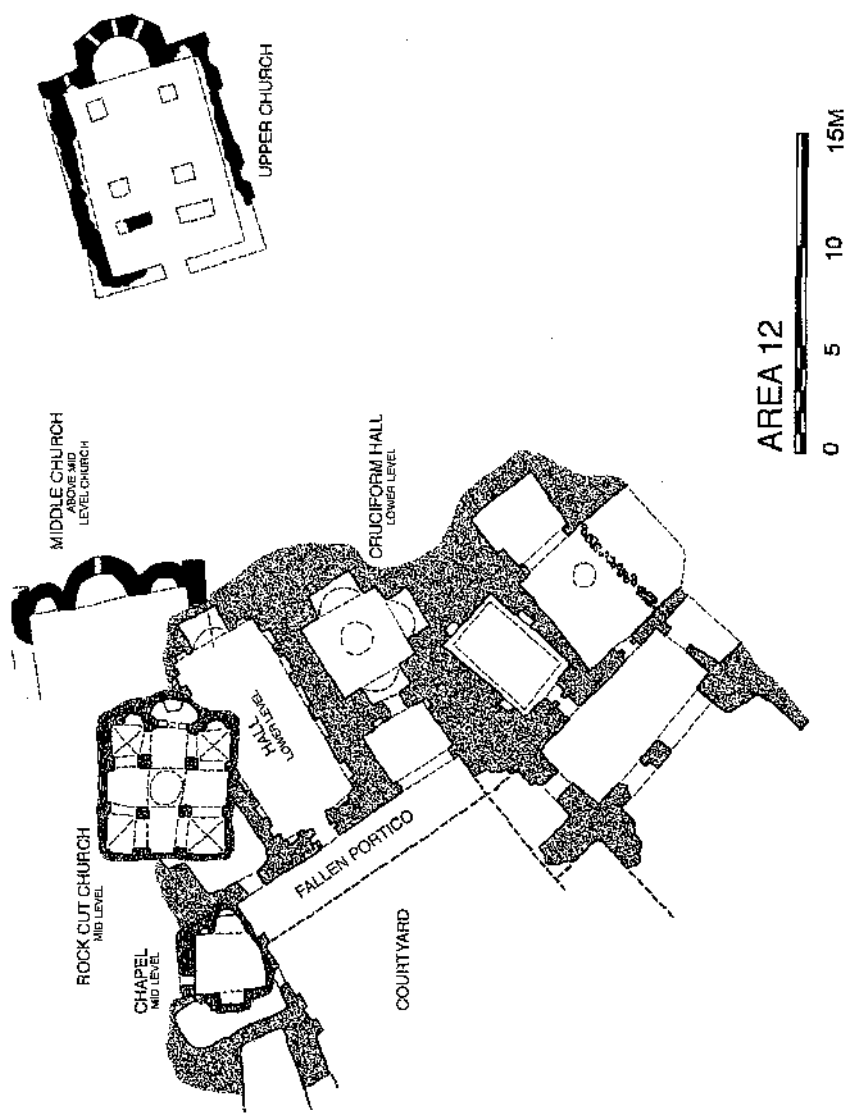 UPPER CHURCH
MIDDLE CHURCH
ABOVE MID
LEVEL CHURCH
ROCK CUT CHURCH
MID LEVEL
CHAPEL
MID LEVEL
HALL
LOWER LEVEL
CRUCIFORM HALL
LOWER LEVEL
FALLEN PORTICO
COURTYARD
AREA 12
0 5 10 15M